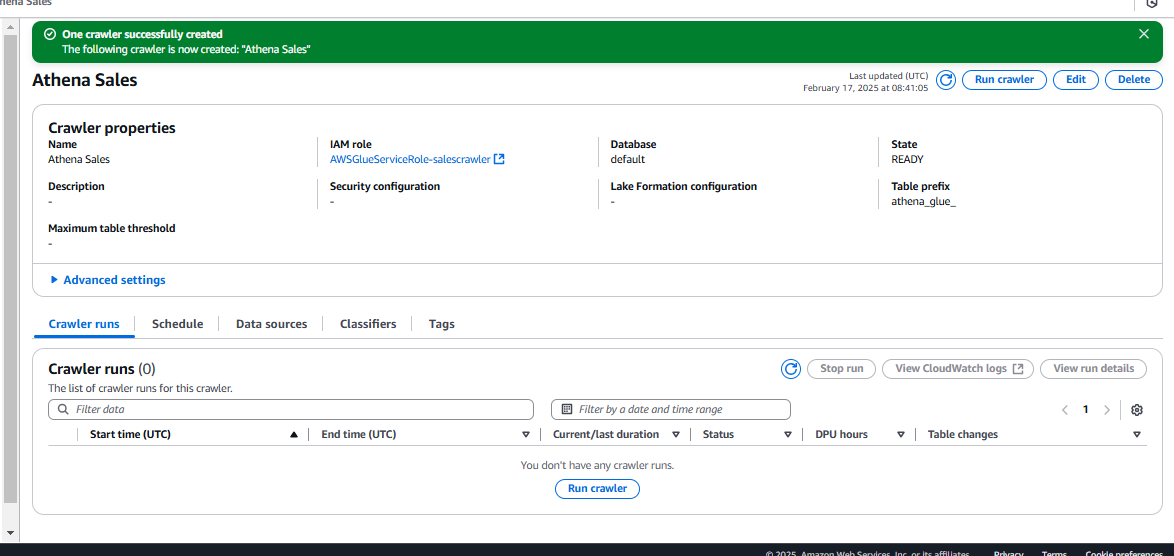 One crawler successfully created
The following crawler is now created: "Athena Sales"
Athena Sales
Last updated (UTC)
February 17, 2025 at 08:41:05
Run crawler
Edit
Delete
Crawler properties
Name
Athena Sales
IAM role
AWSGlueServiceRole-salescrawler
Database
default
State
READY
Description
-
Security configuration
-
Lake Formation configuration
-
Table prefix
athena_glue_
Maximum table threshold
-
Advanced settings
Crawler runs
Schedule
Data sources
Classifiers
Tags
Crawler runs (0)
The list of crawler runs for this crawler.
Stop run
View CloudWatch logs
View run details
Filter data
Filter by a date and time range
1
Start time (UTC)
End time (UTC)
Current/last duration
Status
DPU hours
Table changes
You don't have any crawler runs.
Run crawler
© 2025, Amazon Web Services, Inc. or its affiliates.
Privacy
Terms
Cookie preferences